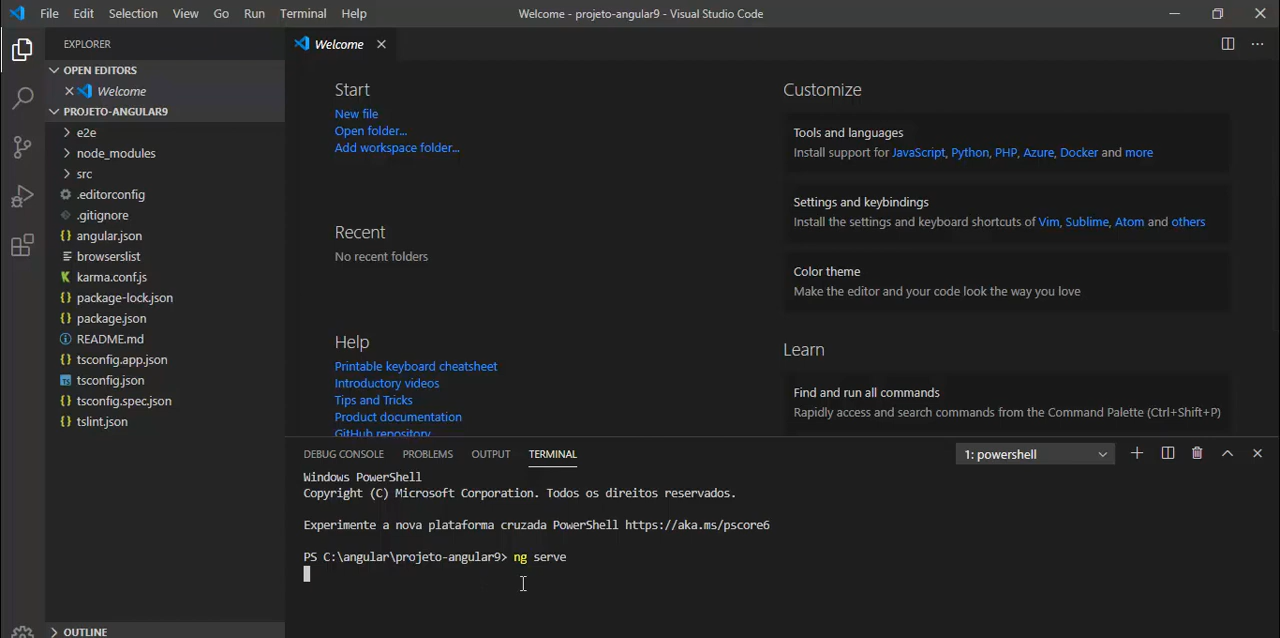 File Edit Selection View Go Run Terminal Help
Welcome - projeto-angular9 - Visual Studio Code
EXPLORER
OPEN EDITORS
Welcome
PROJETO-ANGULAR9
e2e
node_modules
src
.editorconfig
.gitignore
angular.json
browserslist
karma.conf.js
package-lock.json
package.json
README.md
tsconfig.app.json
tsconfig.json
tsconfig.spec.json
tslint.json
OUTLINE
Welcome
Start
New file
Open folder...
Add workspace folder...
Recent
No recent folders
Help
Printable keyboard cheatsheet
Introductory videos
Tips and Tricks
Product documentation
GitHub repository
Customize
Tools and languages
Install support for JavaScript, Python, PHP, Azure, Docker and more
Settings and keybindings
Install the settings and keyboard shortcuts of Vim, Sublime, Atom and others
Color theme
Make the editor and your code look the way you love
Learn
Find and run all commands
Rapidly access and search commands from the Command Palette (Ctrl+Shift+P)
DEBUG CONSOLE PROBLEMS OUTPUT TERMINAL
1: powershell
Windows PowerShell
Copyright (C) Microsoft Corporation. Todos os direitos reservados.
Experimente a nova plataforma cruzada PowerShell https://aka.ms/pscore6
PS C:\angular\projeto-angular9> ng serve